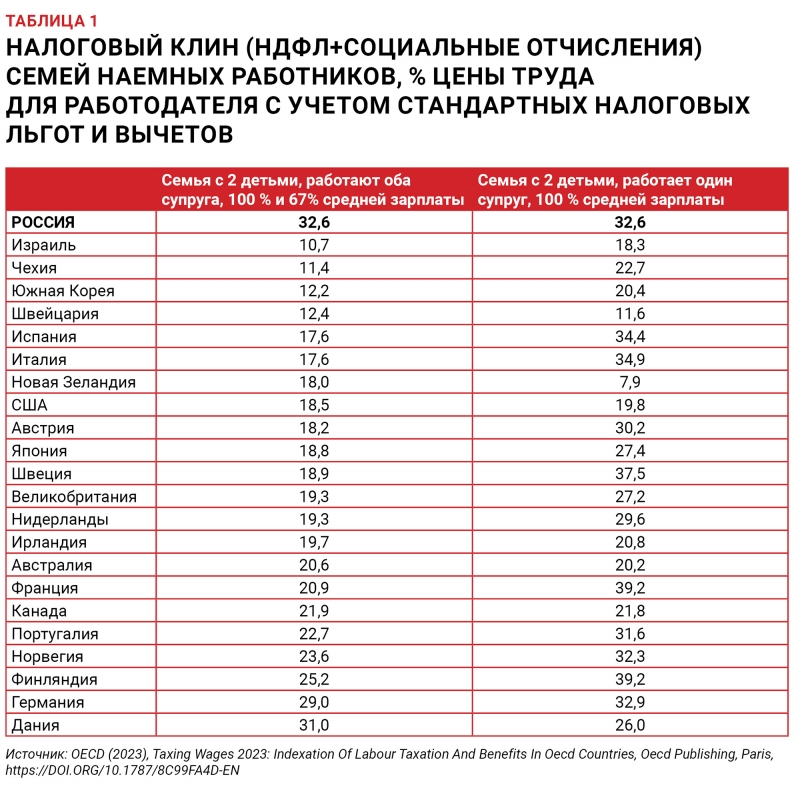 ТАБЛИЦА 1
НАЛОГОВЫЙ КЛИН (НДФЛ+СОЦИАЛЬНЫЕ ОТЧИСЛЕНИЯ)
СЕМЕЙ НАЕМНЫХ РАБОТНИКОВ, % ЦЕНЫ ТРУДА
ДЛЯ РАБОТОДАТЕЛЯ С УЧЕТОМ СТАНДАРТНЫХ НАЛОГОВЫХ
ЛЬГОТ И ВЫЧЕТОВ
Семья с 2 детьми, работают оба Семья с 2 детьми, работает один
супруга, 100 % и 67% средней зарплаты супруг, 100 % средней зарплаты
РОССИЯ 32,6 32,6
Израиль 10,7 18,3
Чехия 11,4 22,7
Южная Корея 12,2 20,4
Швейцария 12,4 11,6
Испания 17,6 34,4
Италия 17,6 34,9
Новая Зеландия 18,0 7,9
США 18,5 19,8
Австрия 18,2 30,2
Япония 18,8 27,4
Швеция 18,9 37,5
Великобритания 19,3 27,2
Нидерланды 19,3 29,6
Ирландия 19,7 20,8
Австралия 20,6 20,2
Франция 20,9 39,2
Канада 21,9 21,8
Португалия 22,7 31,6
Норвегия 23,6 32,3
Финляндия 25,2 39,2
Германия 29,0 32,9
Дания 31,0 26,0
Источник: OECD (2023), Taxing Wages 2023: Indexation Of Labour Taxation And Benefits In Oecd Countries, Oecd Publishing, Paris,
https://DOI.ORG/10.1787/8C99FA4D-EN